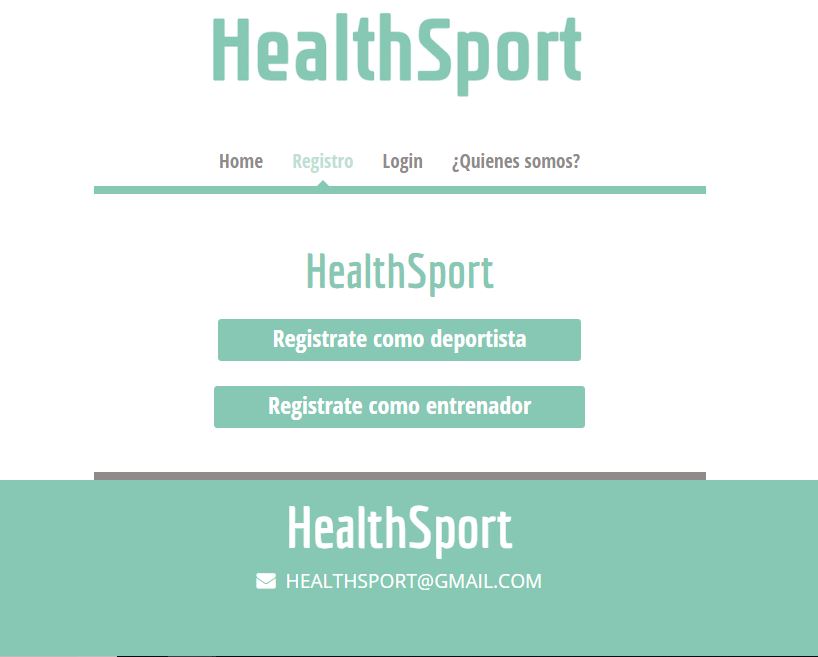 HealthSport
Home Registro Login ¿Quienes somos?
HealthSport
Registrate como deportista
Registrate como entrenador
HealthSport
HEALTHSPORT@GMAIL.COM